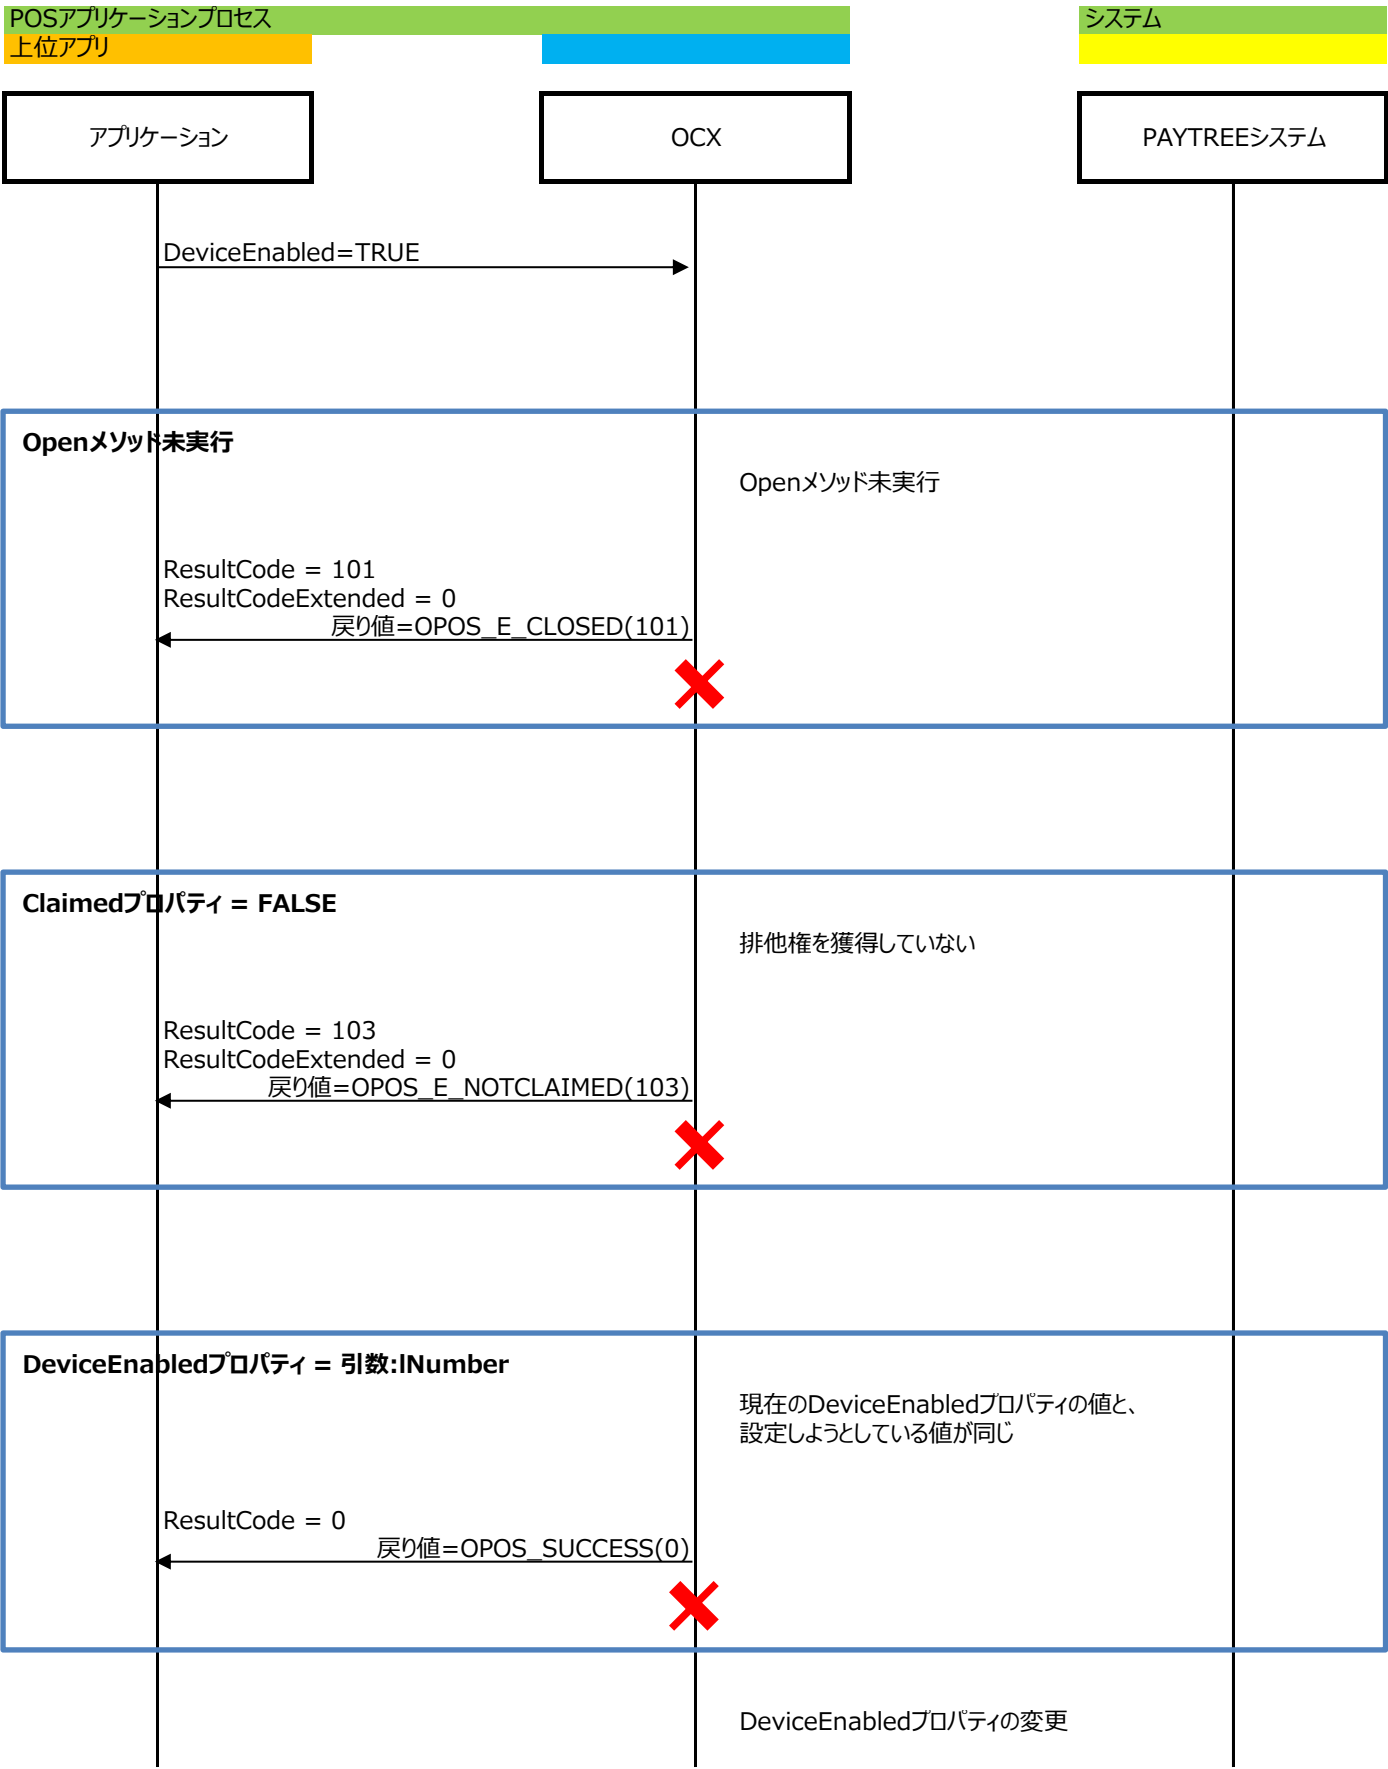 POSアプリケーションプロセス
システム
上位アプリ
アプリケーション
OCX
PAYTREEシステム
DeviceEnabled=TRUE
Openメソッド未実行
Openメソッド未実行
ResultCode = 101
ResultCodeExtended = 0
戻り値=OPOS_E_CLOSED(101)
Claimedプロパティ = FALSE
排他権を獲得していない
ResultCode = 103
ResultCodeExtended = 0
戻り値=OPOS_E_NOTCLAIMED(103)
DeviceEnabledプロパティ = 引数:lNumber
現在のDeviceEnabledプロパティの値と、
設定しようとしている値が同じ
ResultCode = 0
戻り値=OPOS_SUCCESS(0)
DeviceEnabledプロパティの変更